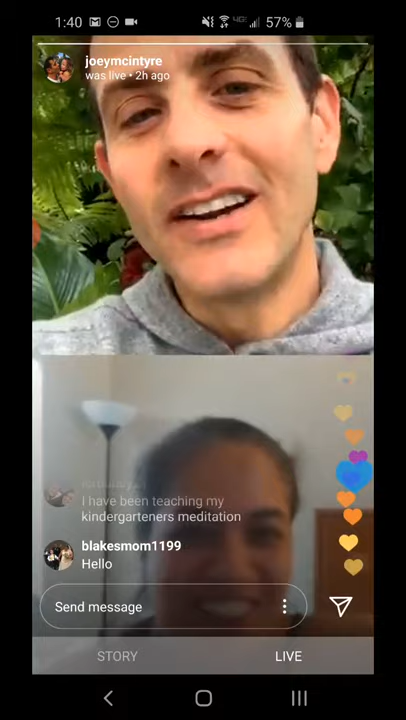 1:40
57%
joeymcintyre
was live • 2h ago
I have been teaching my
kindergarteners meditation
blakesmom1199
Hello
Send message
STORY
LIVE